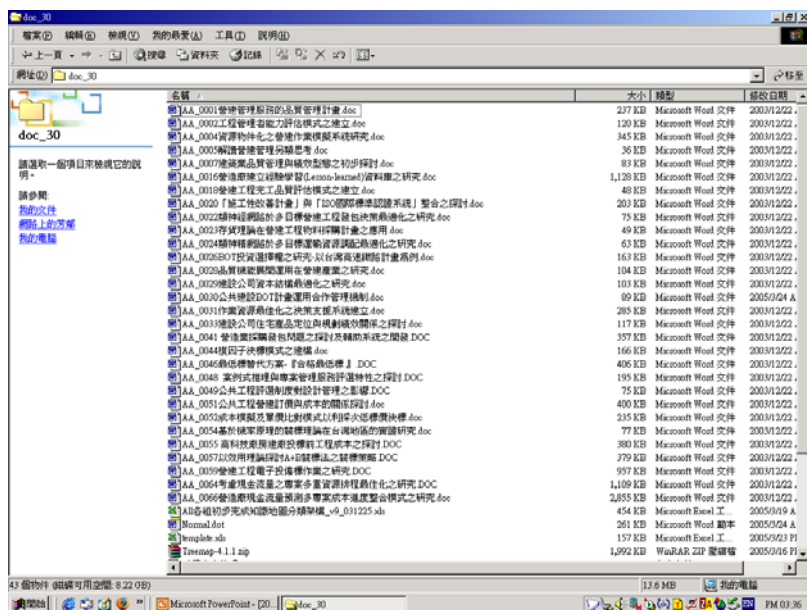 doc_30
檔案(F) 編輯(E) 檢視(V) 我的最愛(A) 工具(T) 說明(H)
上一頁 搜尋 資料夾 記錄
網址(D) doc_30 移至
doc_30
請選取一個項目來檢視它的說明。
請參閱:
我的文件
網路上的芳鄰
我的電腦
名稱 大小 類型 修改日期
AA_0001營建管理服務的品質管理計畫.doc 237 KB Microsoft Word 文件 2003/12/22
AA_0002工程管理者能力評估模式之建立.doc 120 KB Microsoft Word 文件 2003/12/22
AA_0004資源物件化之營建作業模擬系統研究.doc 345 KB Microsoft Word 文件 2003/12/22
AA_0005解讀營建管理另類思考.doc 36 KB Microsoft Word 文件 2003/12/22
AA_0007建築業品質管理與績效型態之初步探討.doc 83 KB Microsoft Word 文件 2003/12/22
AA_0016營造廠建立經驗學習(Lesson-learned)資料庫之研究.doc 1,128 KB Microsoft Word 文件 2003/12/22
AA_0018營建工程完工品質評估模式之建立.doc 48 KB Microsoft Word 文件 2003/12/22
AA_0020「施工性改善計畫」與「ISO國際標準認證系統」整合之探討.doc 203 KB Microsoft Word 文件 2003/12/22
AA_0022類神經網路於多目標營建工程發包決策最適化之研究.doc 75 KB Microsoft Word 文件 2003/12/22
AA_0023存貨理論在營建工程物料採購計畫之應用.doc 49 KB Microsoft Word 文件 2003/12/22
AA_0024類神精網路於多目標運輸資源調配最適化之研究.doc 63 KB Microsoft Word 文件 2003/12/22
AA_0026BOT投資選擇權之研究-以台灣高速鐵路計畫為例.doc 163 KB Microsoft Word 文件 2003/12/22
AA_0028品質機能展開運用在營建產業之研究.doc 104 KB Microsoft Word 文件 2003/12/22
AA_0029建設公司資本結構最適化之研究.doc 103 KB Microsoft Word 文件 2003/12/22
AA_0030公共建設BOT計畫運用合作管理機制.doc 89 KB Microsoft Word 文件 2005/3/24 A
AA_0031作業資源最佳化之決策支援系統建立.doc 285 KB Microsoft Word 文件 2003/12/22
AA_0033建設公司住宅產品定位與規劃績效關係之探討.doc 117 KB Microsoft Word 文件 2003/12/22
AA_0041 營造業採購發包問題之探討及輔助系統之開發.DOC 357 KB Microsoft Word 文件 2003/12/22
AA_0044複因子決標模式之建構.doc 166 KB Microsoft Word 文件 2003/12/22
AA_0046最低標替代方案-『合格最低標』.DOC 406 KB Microsoft Word 文件 2003/12/22
AA_0048 案例式推理與專案管理服務評選特性之探討.DOC 195 KB Microsoft Word 文件 2003/12/22
AA_0049公共工程評選制度對設計管理之影響.DOC 75 KB Microsoft Word 文件 2003/12/22
AA_0051公共工程營建訂價與成本的關係探討.doc 400 KB Microsoft Word 文件 2003/12/22
AA_0052成本模擬及單價比對模式以利採次低標價決標.doc 235 KB Microsoft Word 文件 2003/12/22
AA_0054基於機率原理的競標理論在台灣地區的實證研究.doc 77 KB Microsoft Word 文件 2003/12/22
AA_0055 高科技廠房建廠投標前工程成本之探討.DOC 380 KB Microsoft Word 文件 2003/12/22
AA_0057以效用理論探討A+B競標法之競標策略.DOC 379 KB Microsoft Word 文件 2003/12/22
AA_0059營建工程電子投備標作業之研究.DOC 957 KB Microsoft Word 文件 2003/12/22
AA_0064考慮現金流量之專案多重資源排程最佳化之研究.DOC 1,109 KB Microsoft Word 文件 2003/12/22
AA_0066營造廠現金流量預測多專案成本進度整合模式之研究.doc 2,855 KB Microsoft Word 文件 2003/12/22
All各組初步完成知識地圖分類架構_v9_031225.xls 454 KB Microsoft Excel 工... 2005/3/19 A
Normal.dot 261 KB Microsoft Word 範本 2005/3/24 A
template.xls 157 KB Microsoft Excel 工... 2005/3/23 P
Treemap-4.1.1.zip 1,992 KB WinRAR ZIP 壓縮檔 2005/3/16 P
43 個物件 (磁碟可用空間: 8.22 GB) 13.6 MB 我的電腦
開始 Microsoft PowerPoint - [20... doc_30 PM 03:36